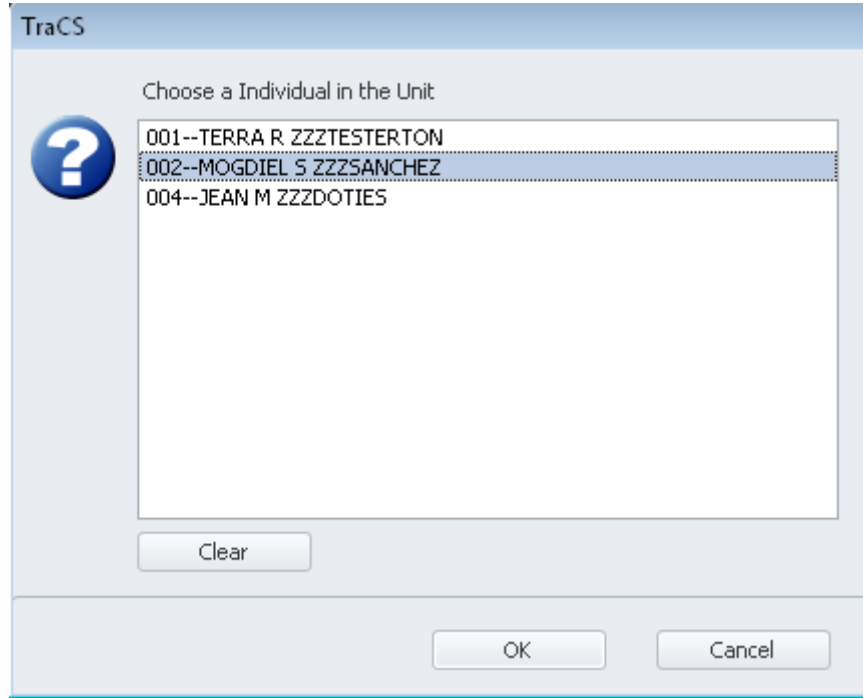 TraCS
Choose a Individual in the Unit
001--TERRA R ZZZTESTERTON
002--MOGDIEL S ZZZSANCHEZ
004--JEAN M ZZZDOTIES
Clear
OK
Cancel